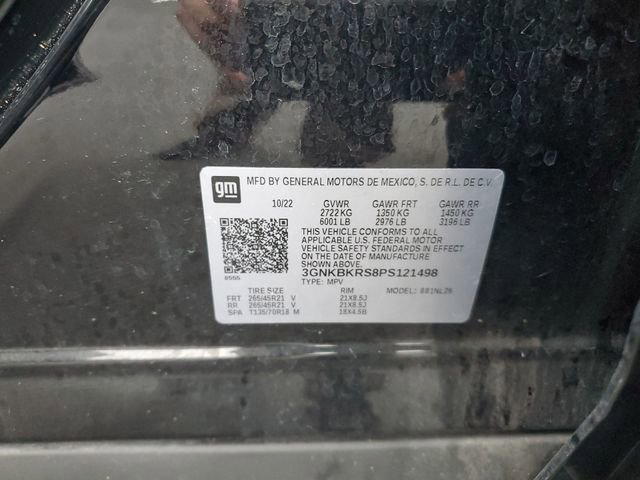 gm MFD BY GENERAL MOTORS DE MEXICO, S. DE R.L. DE C.V.
10/22 GVWR GAWR FRT GAWR RR
2722 KG 1350 KG 1450 KG
6001 LB 2976 LB 3196 LB
THIS VEHICLE CONFORMS TO ALL
APPLICABLE U.S. FEDERAL MOTOR
VEHICLE SAFETY STANDARDS IN EFFECT
ON THE DATE OF MANUFACTURE
SHOWN ABOVE.
3GNKBKRS8PS121498
TYPE: MPV MODEL:
TIRE SIZE RIM
FRT 265/45R21 V 21X8.5J
RR 265/45R21 V 21X8.5J
SPA T135/70R18 M 18X4.5B